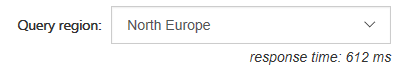 Query region: North Europe
response time: 612 ms